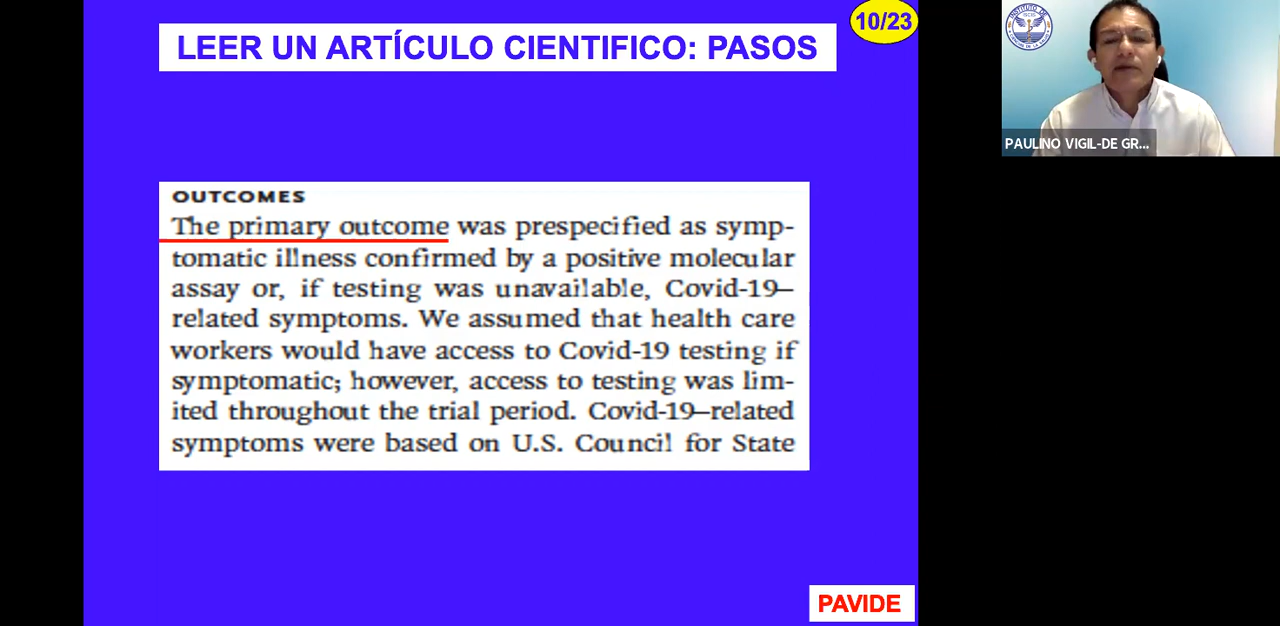 10/23
LEER UN ARTÍCULO CIENTIFICO: PASOS
PAULINO VIGIL-DE GR...
OUTCOMES
The primary outcome was prespecified as symp-
tomatic illness confirmed by a positive molecular
assay or, if testing was unavailable, Covid-19–
related symptoms. We assumed that health care
workers would have access to Covid-19 testing if
symptomatic; however, access to testing was lim-
ited throughout the trial period. Covid-19–related
symptoms were based on U.S. Council for State
PAVIDE